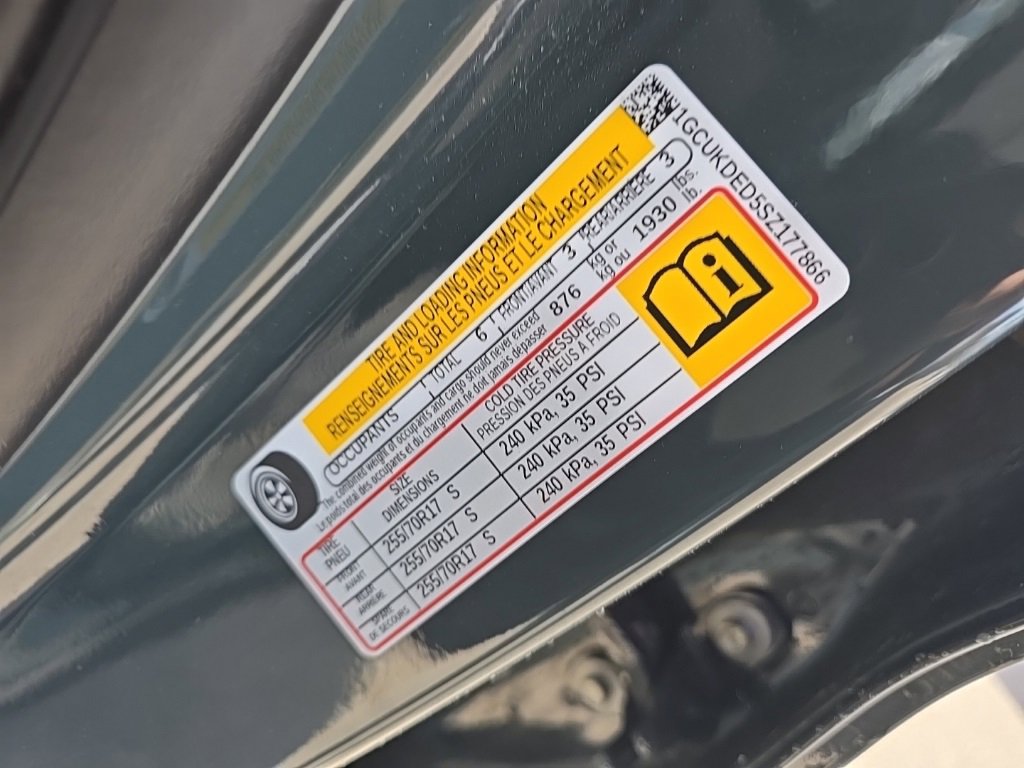 1GCUKDED5SZ177866
TIRE AND LOADING INFORMATION
RENSEIGNEMENTS SUR LES PNEUS ET LE CHARGEMENT
OCCUPANTS TOTAL 6 FRONT/AVANT 3 REAR/ARRIÈRE 3
The combined weight of occupants and cargo should never exceed 876 kg or 1930 lbs.
Le poids total des occupants et du chargement ne doit jamais dépasser kg ou lb.
TIRE SIZE COLD TIRE PRESSURE
PNEU DIMENSIONS PRESSION DES PNEUS A FROID
FRONT
AVANT 255/70R17 S 240 kPa, 35 PSI
REAR
ARRIÈRE 255/70R17 S 240 kPa, 35 PSI
SPARE
DE SECOURS 255/70R17 S 240 kPa, 35 PSI